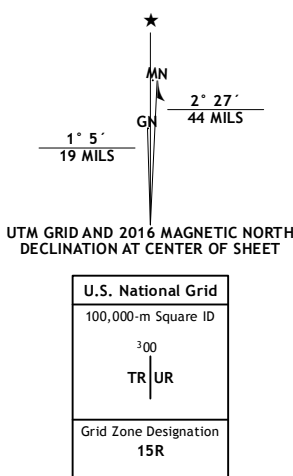 ★
MN
2° 27´
44 MILS
GN
1° 5´
19 MILS
UTM GRID AND 2016 MAGNETIC NORTH
DECLINATION AT CENTER OF SHEET
U.S. National Grid
100,000-m Square ID
³00
TR UR
Grid Zone Designation
15R